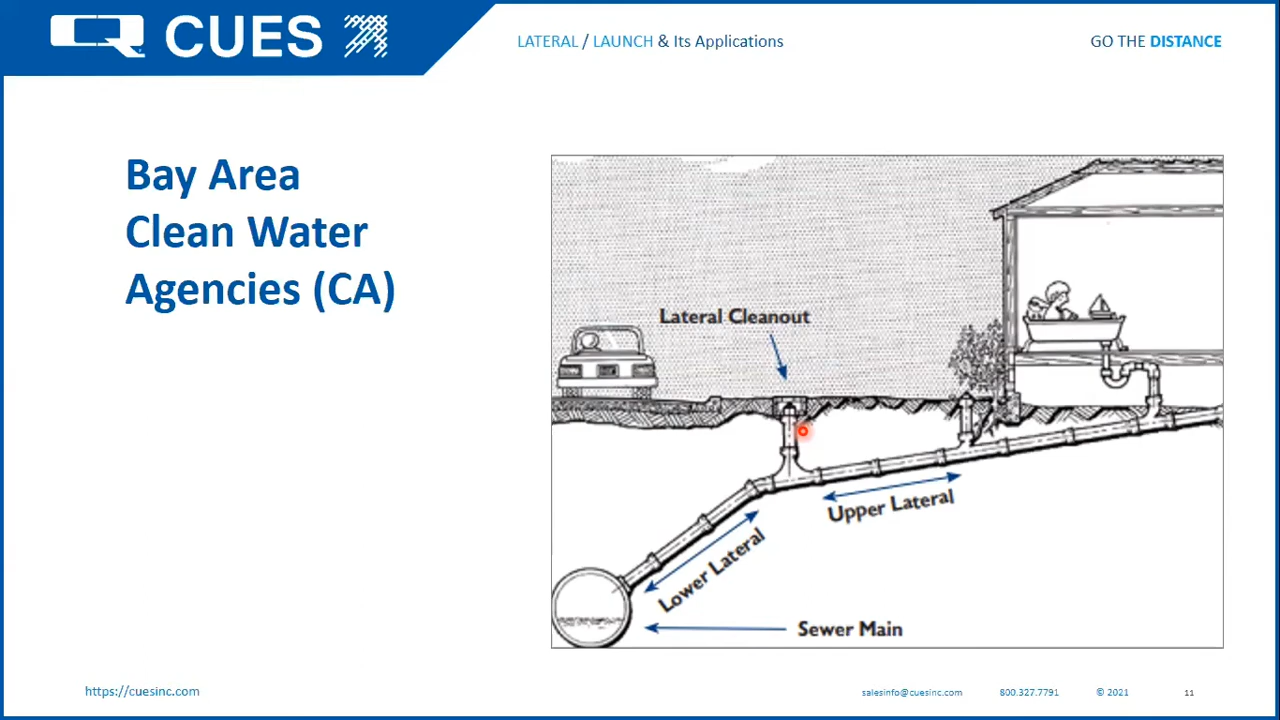 CUES
LATERAL / LAUNCH & Its Applications
GO THE DISTANCE
Bay Area
Clean Water
Agencies (CA)
Lateral Cleanout
Upper Lateral
Lower Lateral
Sewer Main
https://cuesinc.com
salesinfo@cuesinc.com
800.327.7791
© 2021
11